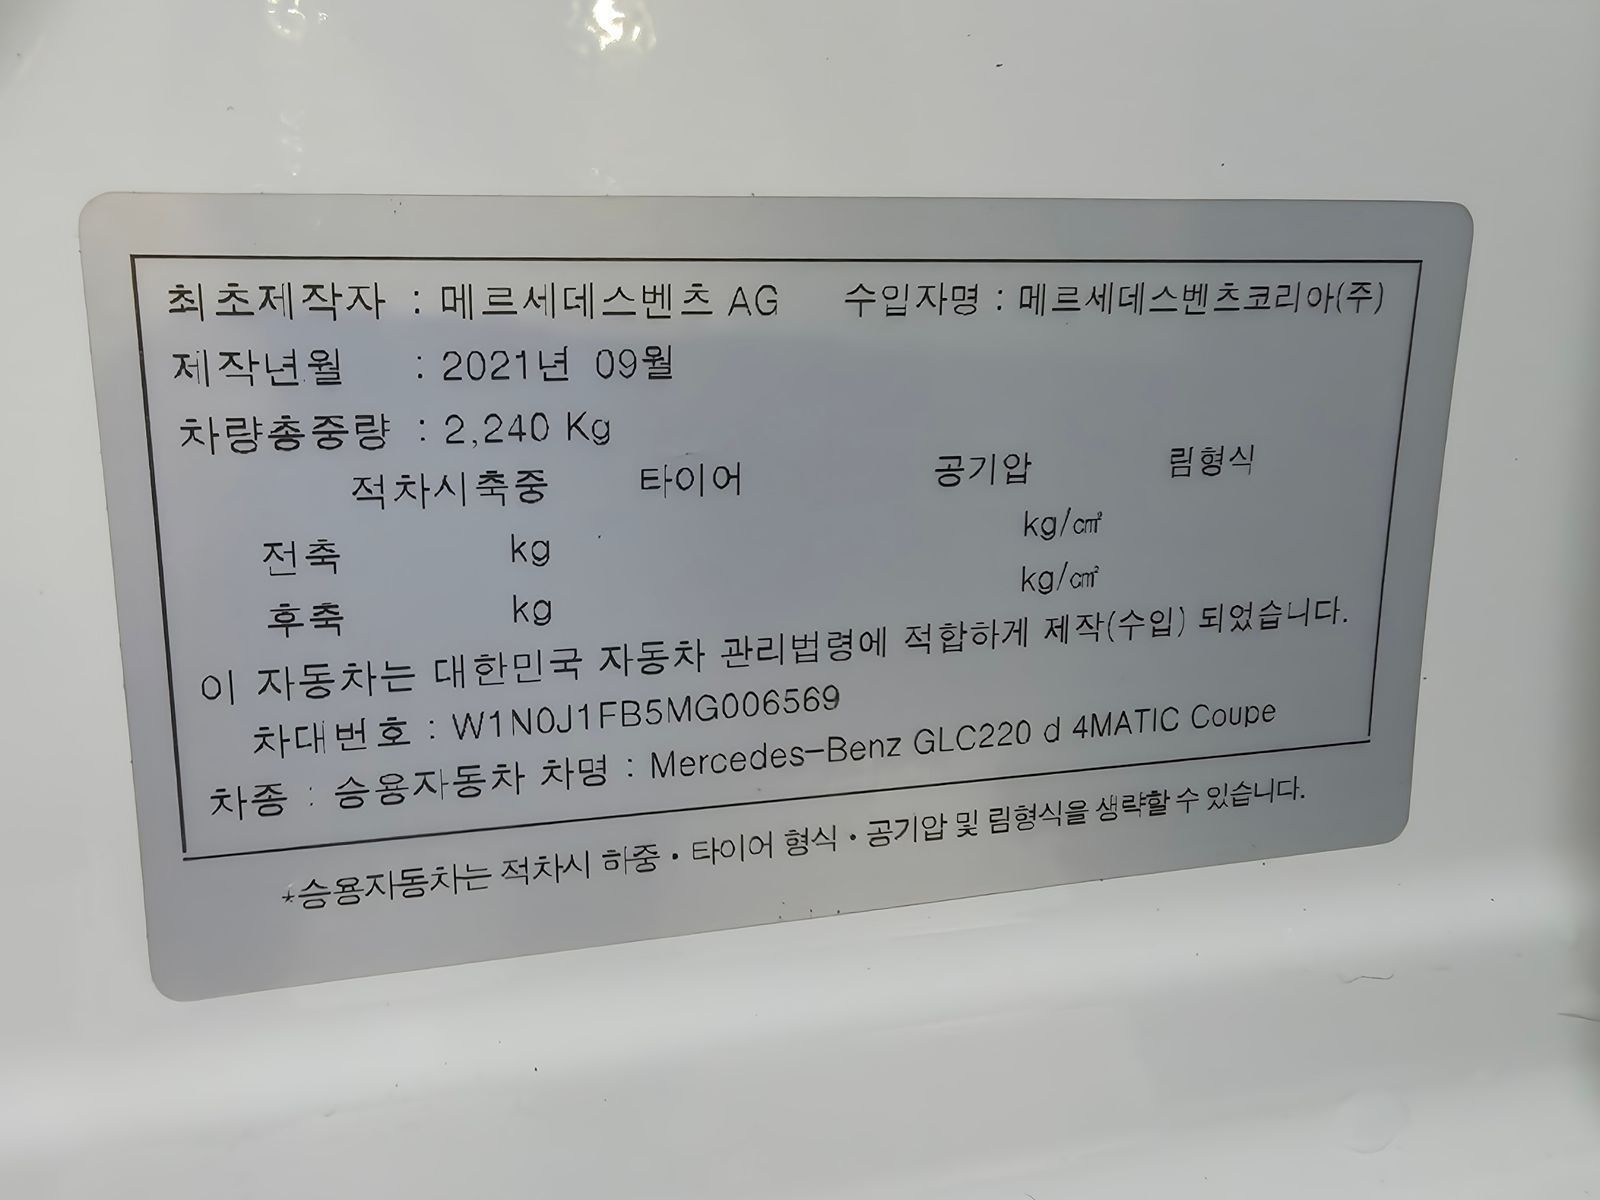 최초제작자 : 메르세데스벤츠 AG 수입자명 : 메르세데스벤츠코리아(주)
제작년월 : 2021년 09월
차량총중량 : 2,240 Kg
적차시축중 타이어 공기압 림형식
전축 kg kg/㎠
후축 kg kg/㎠
이 자동차는 대한민국 자동차 관리법령에 적합하게 제작(수입) 되었습니다.
차대번호 : W1N0J1FB5MG006569
차종 : 승용자동차 차명 : Mercedes-Benz GLC220 d 4MATIC Coupe
*승용자동차는 적차시 하중·타이어 형식·공기압 및 림형식을 생략할 수 있습니다.